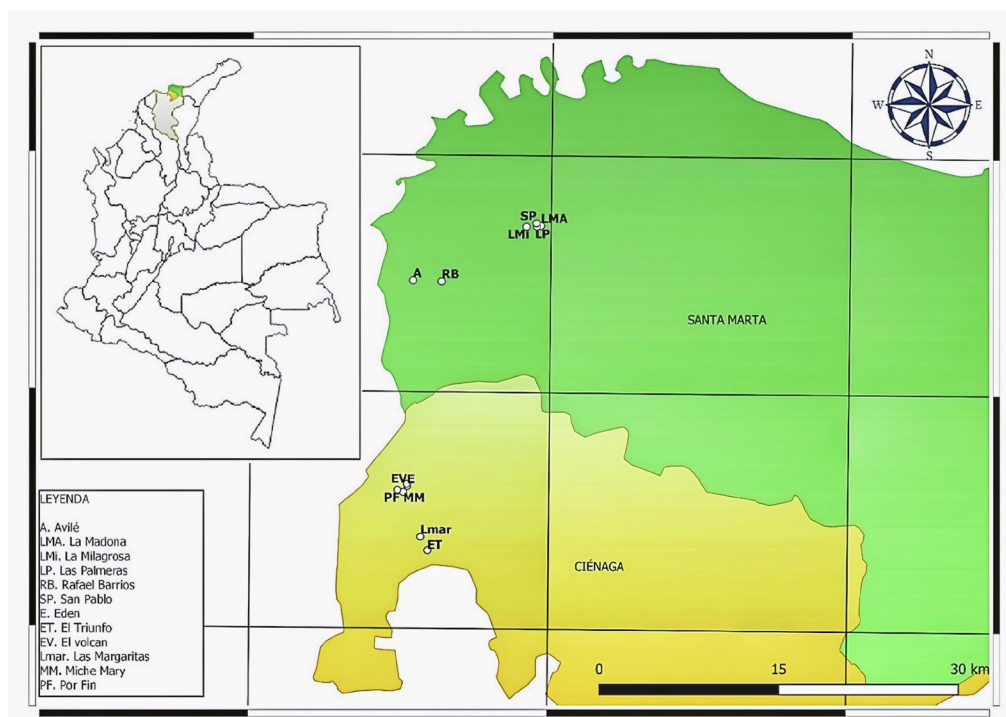 N
W E
S
SP LMA
LMI LP
A RB
SANTA MARTA
EVE
PF MM
Lmar
ET
CIÉNAGA
LEYENDA
A. Avilé
LMA. La Madona
LMi. La Milagrosa
LP. Las Palmeras
RB. Rafael Barrios
SP. San Pablo
E. Eden
ET. El Triunfo
EV. El volcan
Lmar. Las Margaritas
MM. Miche Mary
PF. Por Fin
0 15 30 km